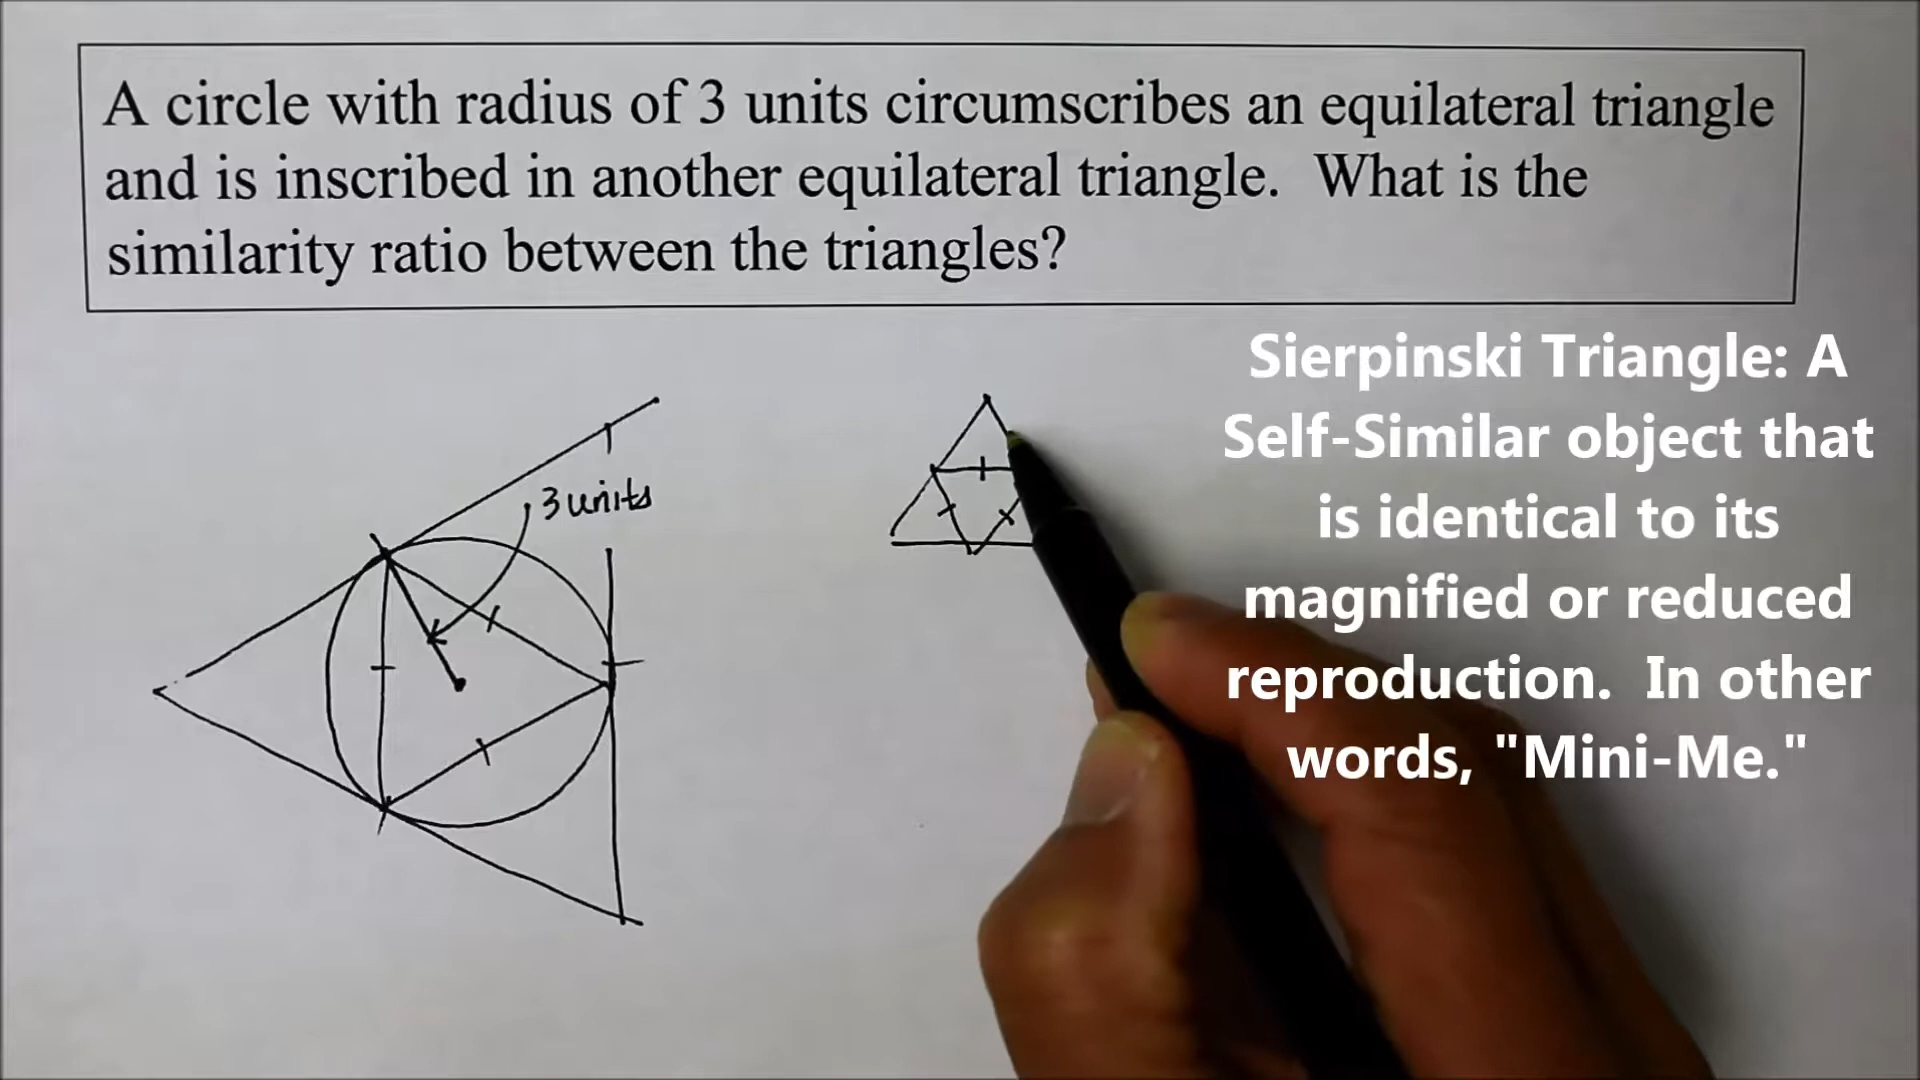 A circle with radius of 3 units circumscribes an equilateral triangle
and is inscribed in another equilateral triangle.  What is the
similarity ratio between the triangles?
Sierpinski Triangle: A
Self-Similar object that
is identical to its
magnified or reduced
reproduction.  In other
words, "Mini-Me."
3 units